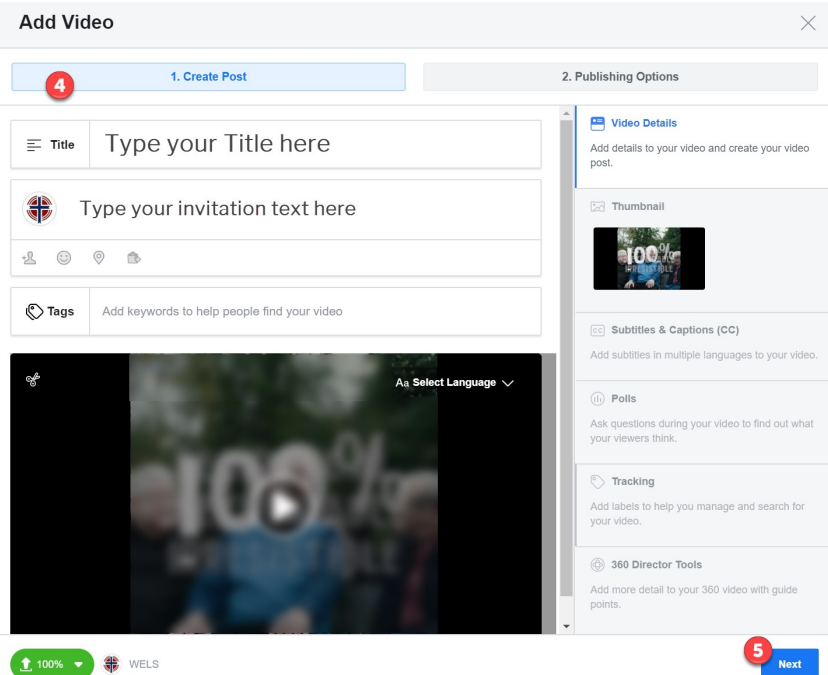 Add Video
4
1. Create Post
2. Publishing Options
Title
Type your Title here
Type your invitation text here
Tags
Add keywords to help people find your video
Aa Select Language
100%
IRRESISTIBLE
Video Details
Add details to your video and create your video
post.
Thumbnail
100%
IRRESISTIBLE
CC Subtitles & Captions (CC)
Add subtitles in multiple languages to your video.
Polls
Ask questions during your video to find out what
your viewers think.
Tracking
Add labels to help you manage and search for
your video.
360 Director Tools
Add more detail to your 360 video with guide
points.
100%
WELS
5
Next